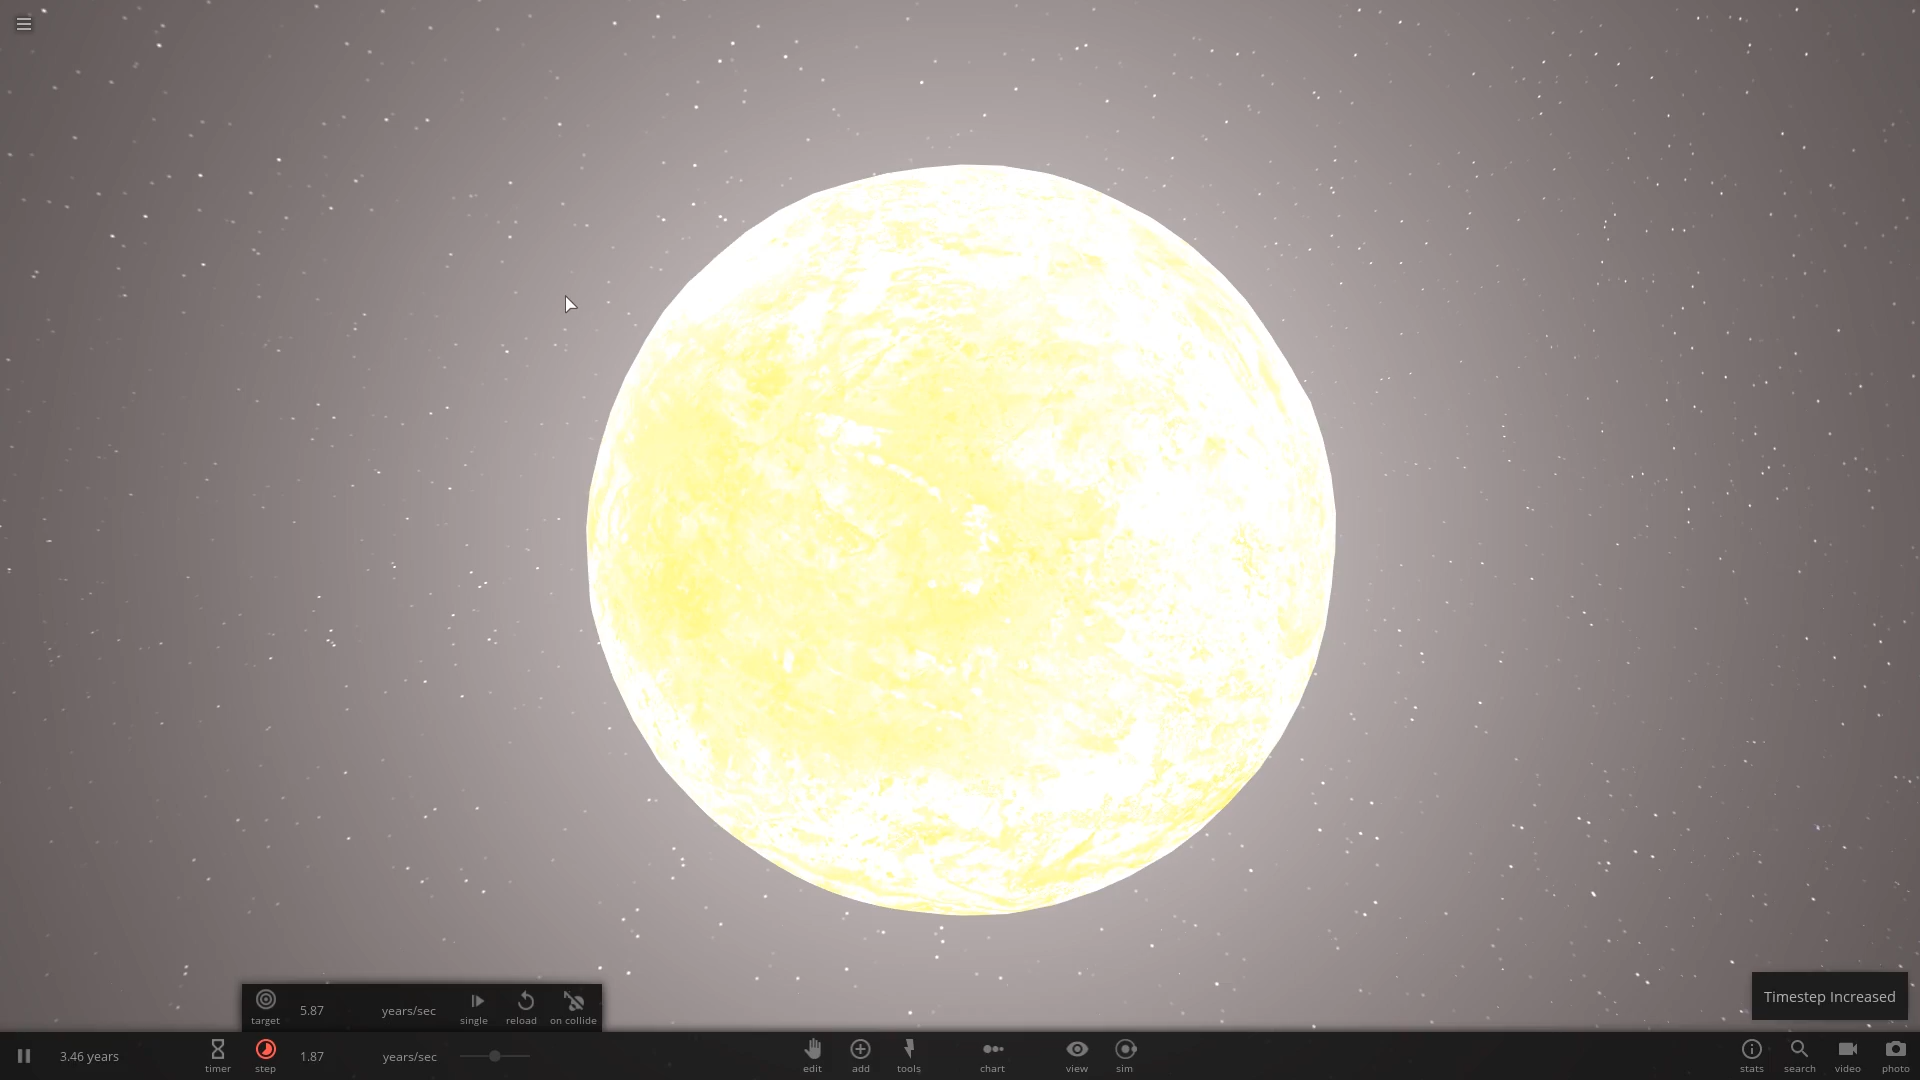 target
5.87
years/sec
single
reload
on collide
Timestep Increased
3.46 years
timer
step
1.87
years/sec
edit
add
tools
chart
view
sim
stats
search
video
photo